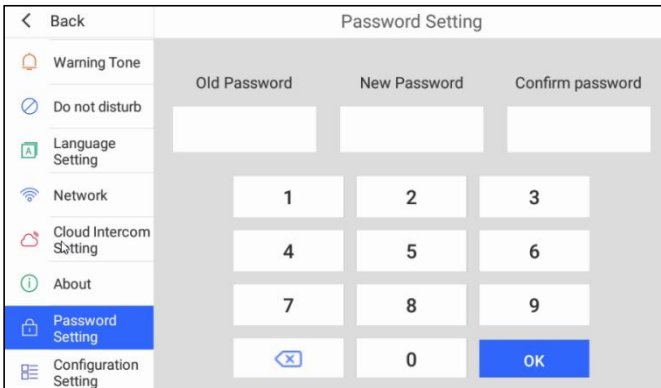 Back
Password Setting
Warning Tone
Do not disturb
A
Language
Setting
Network
Cloud Intercom
Setting
About
Password
Setting
Configuration
Setting
Old Password
New Password
Confirm password
1 2 3
4 5 6
7 8 9
0 OK